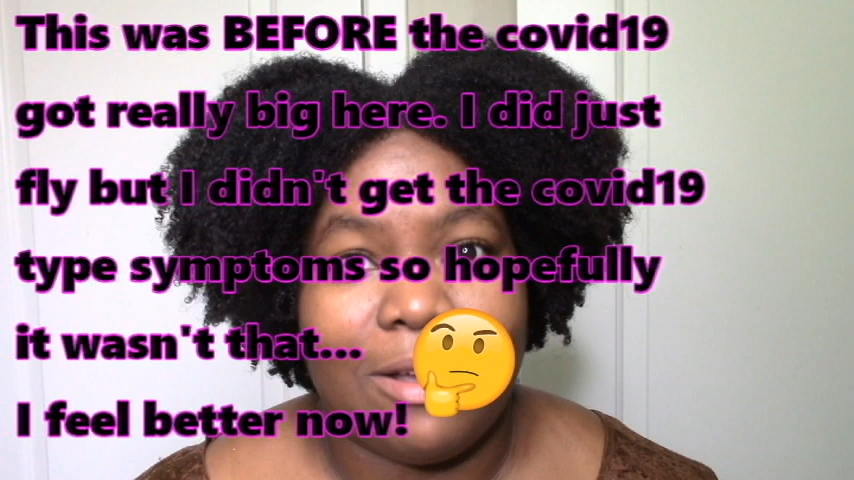 This was BEFORE the covid19
got really big here. I did just
fly but I didn't get the covid19
type symptoms so hopefully
it wasn't that...
I feel better now!